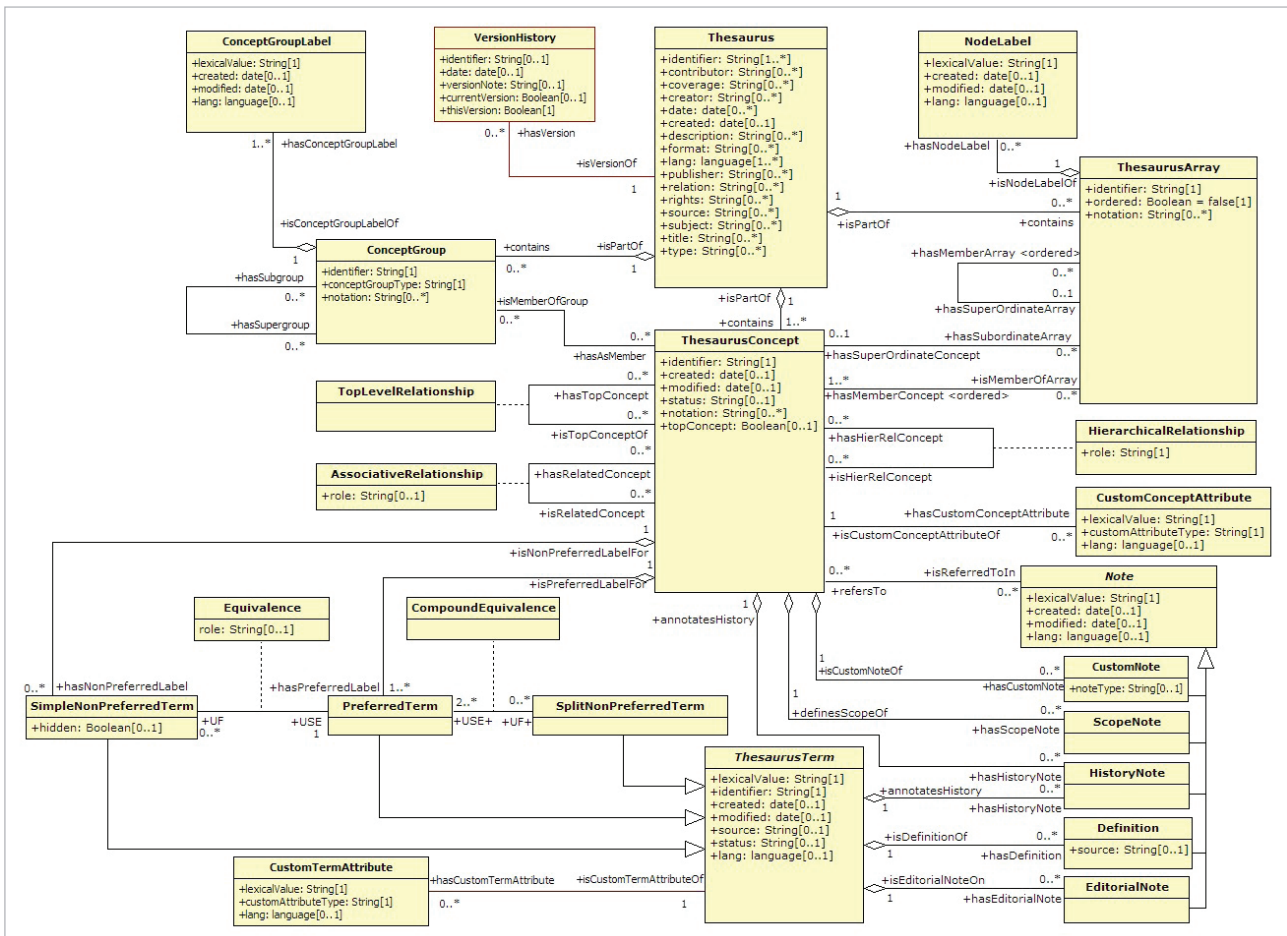 ConceptGroupLabel
+lexicalValue: String[1]
+created: date[0..1]
+modified: date[0..1]
+lang: language[0..1]
VersionHistory
+identifier: String[0..1]
+date: date[0..1]
+versionNote: String[0..1]
+currentVersion: Boolean[0..1]
+thisVersion: Boolean[1]
Thesaurus
+identifier: String[1..*]
+contributor: String[0..*]
+coverage: String[0..*]
+creator: String[0..*]
+date: date[0..*]
+created: date[0..1]
+description: String[0..*]
+format: String[0..*]
+lang: language[1..*]
+publisher: String[0..*]
+relation: String[0..*]
+rights: String[0..*]
+source: String[0..*]
+subject: String[0..*]
+title: String[0..*]
+type: String[0..*]
NodeLabel
+lexicalValue: String[1]
+created: date[0..1]
+modified: date[0..1]
+lang: language[0..1]
1..* +hasConceptGroupLabel
0..* +hasVersion
+isVersionOf
1
+hasNodeLabel 0..*
1
+isNodeLabelOf
ThesaurusArray
+identifier: String[1]
+ordered: Boolean = false[1]
+notation: String[0..*]
+isConceptGroupLabelOf
1
1
+isPartOf
0..*
+contains
ConceptGroup
+identifier: String[1]
+conceptGroupType: String[1]
+notation: String[0..*]
+contains
0..*
+isPartOf
1
+hasSubgroup
0..*
+hasSupergroup
0..*
+hasMemberArray <ordered>
0..*
0..1
+hasSuperOrdinateArray
+isMemberOfGroup
0..*
0..*
+hasAsMember
+isPartOf 1
+contains 1..*
ThesaurusConcept
+identifier: String[1]
+created: date[0..1]
+modified: date[0..1]
+status: String[0..1]
+notation: String[0..*]
+topConcept: Boolean[0..1]
0..1
+hasSuperOrdinateConcept
+hasSubordinateArray
0..*
1..*
+hasMemberConcept <ordered>
+isMemberOfArray
0..*
TopLevelRelationship
0..*
+hasTopConcept
0..*
+isTopConceptOf
0..*
+hasHierRelConcept
0..*
+isHierRelConcept
HierarchicalRelationship
+role: String[1]
AssociativeRelationship
+role: String[0..1]
0..*
+hasRelatedConcept
0..*
+isRelatedConcept
1
+isCustomConceptAttributeOf
+hasCustomConceptAttribute
0..*
CustomConceptAttribute
+lexicalValue: String[1]
+customAttributeType: String[1]
+lang: language[0..1]
1
+isNonPreferredLabelFor
1
+isPreferredLabelFor
0..*
+refersTo
+isReferredToIn
0..*
Note
+lexicalValue: String[1]
+created: date[0..1]
+modified: date[0..1]
+lang: language[0..1]
Equivalence
role: String[0..1]
CompoundEquivalence
1
+annotatesHistory
1
+isCustomNoteOf
0..*
+hasCustomNote
CustomNote
+noteType: String[0..1]
0..*
+hasNonPreferredLabel
+hasPreferredLabel 1..*
SimpleNonPreferredTerm
+hidden: Boolean[0..1]
+UF
0..*
+USE
1
PreferredTerm
2..*
+USE+
0..*
+UF+
SplitNonPreferredTerm
1
+definesScopeOf
0..*
+hasScopeNote
ScopeNote
0..*
+hasHistoryNote
HistoryNote
ThesaurusTerm
+lexicalValue: String[1]
+identifier: String[1]
+created: date[0..1]
+modified: date[0..1]
+source: String[0..1]
+status: String[0..1]
+lang: language[0..1]
+annotatesHistory
1
0..*
+hasHistoryNote
+isDefinitionOf
1
0..*
+hasDefinition
Definition
+source: String[0..1]
+isEditorialNoteOn
1
0..*
+hasEditorialNote
EditorialNote
CustomTermAttribute
+lexicalValue: String[1]
+customAttributeType: String[1]
+lang: language[0..1]
+hasCustomTermAttribute
0..*
+isCustomTermAttributeOf
1